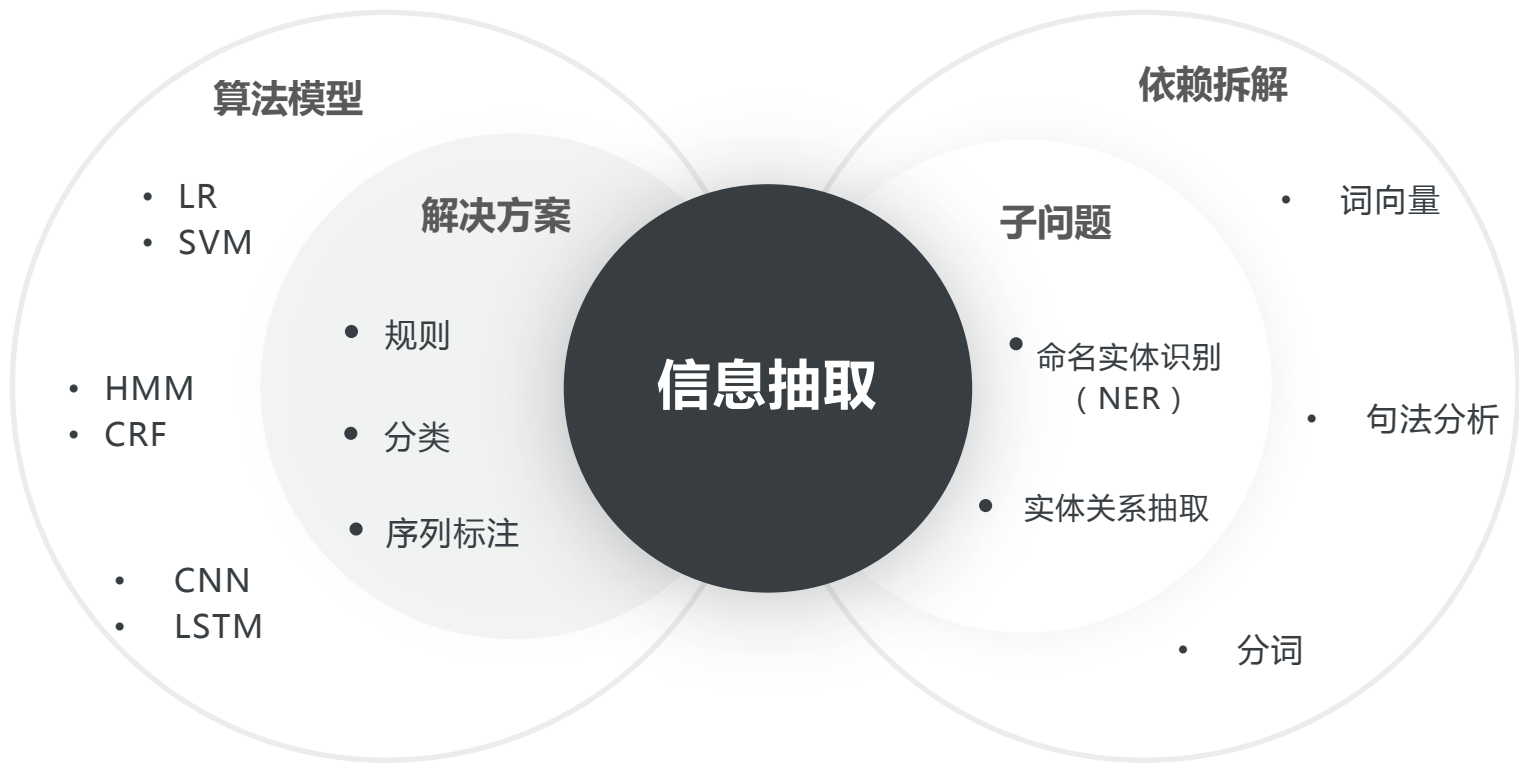 算法模型
• LR
• SVM
• HMM
• CRF
• CNN
• LSTM
解决方案
• 规则
• 分类
• 序列标注
信息抽取
子问题
• 命名实体识别
（NER）
• 实体关系抽取
依赖拆解
• 词向量
• 句法分析
• 分词